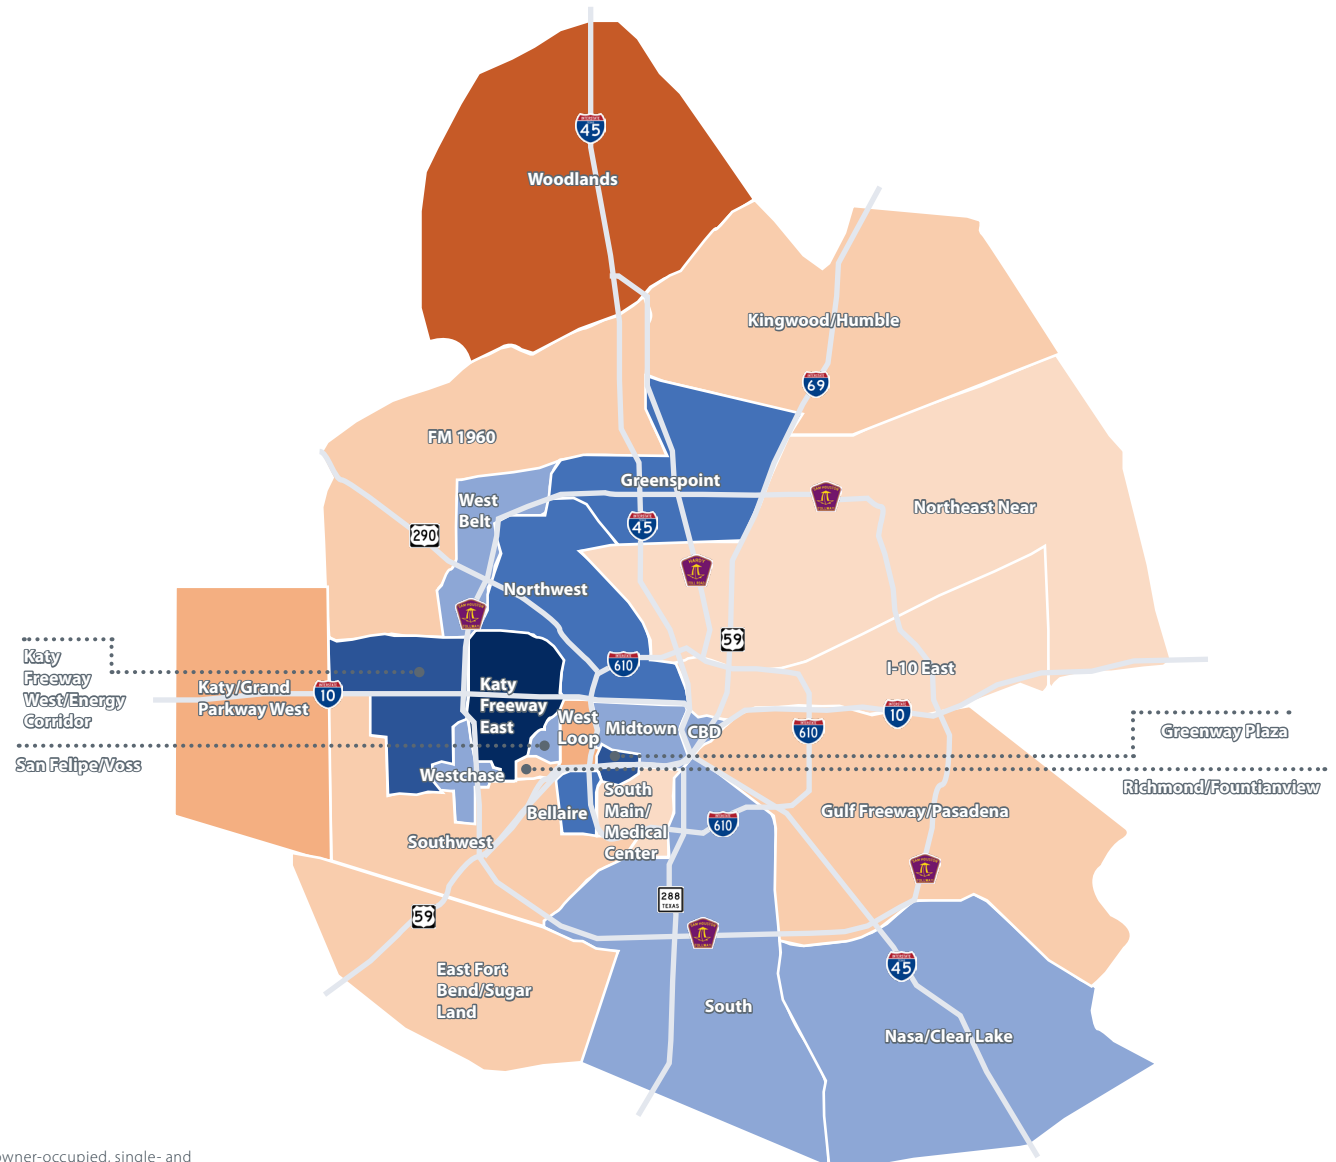 45
Woodlands
Kingwood/Humble
69
FM 1960
Greenspoint
West
Belt
Northeast Near
45
290
Northwest
59
Katy
Freeway
West/Energy
Corridor
610
I-10 East
Katy/Grand
Parkway West
10
Katy
Freeway
East
West
Loop
Midtown
CBD
610
10
Greenway Plaza
San Felipe/Voss
Westchase
Richmond/Fountianview
South
Main/
Medical
Center
Bellaire
610
Gulf Freeway/Pasadena
Southwest
288
TEXAS
59
45
East Fort
Bend/Sugar
Land
South
Nasa/Clear Lake
owner-occupied, single- and